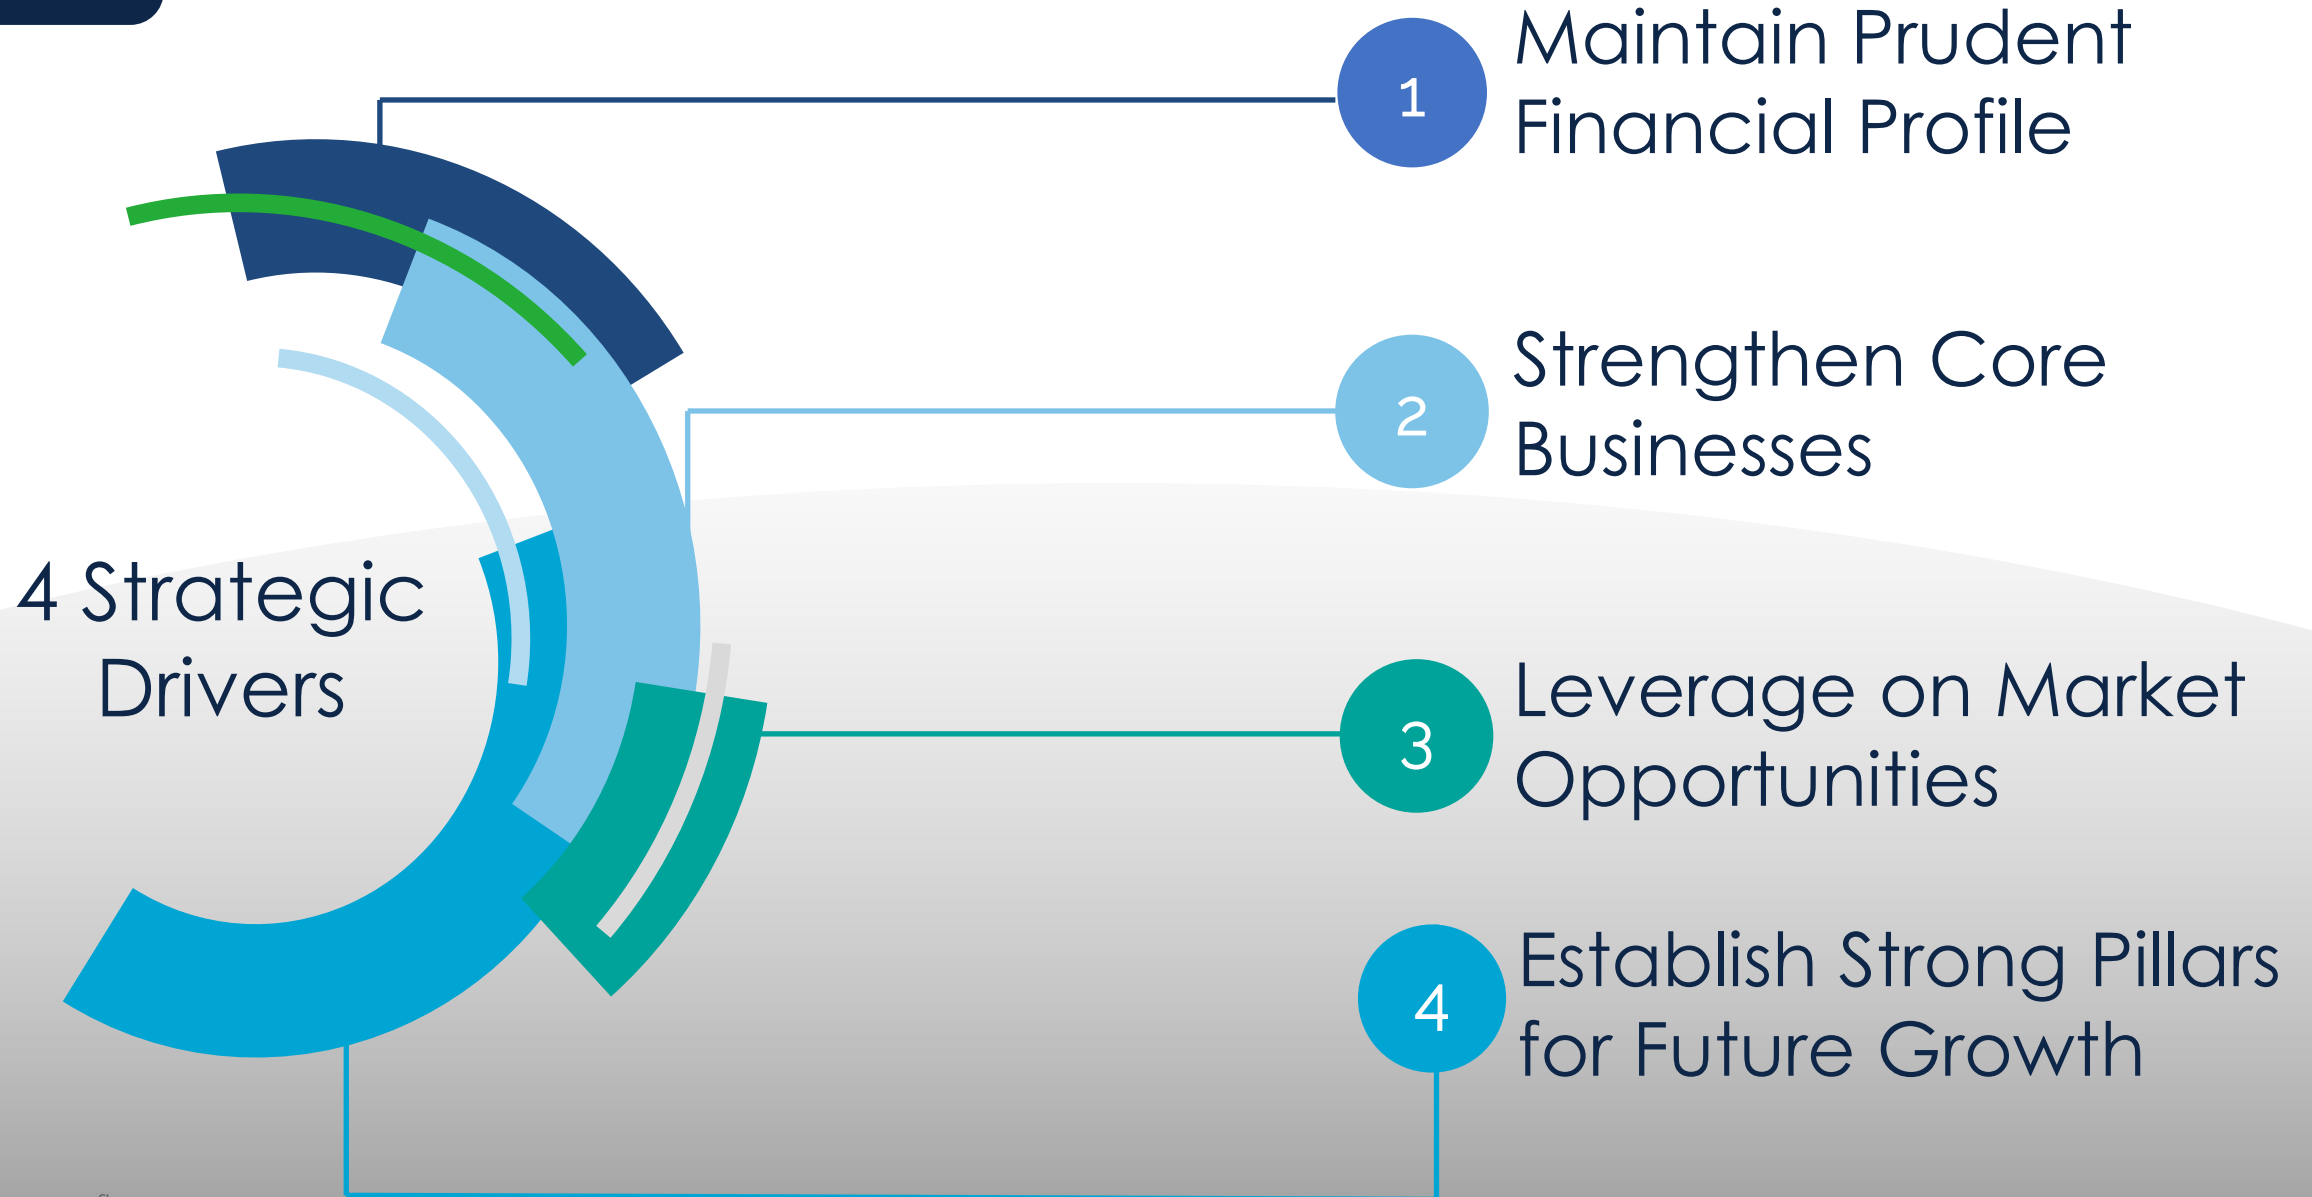 1
Maintain Prudent
Financial Profile
2
Strengthen Core
Businesses
4 Strategic
Drivers
3
Leverage on Market
Opportunities
4
Establish Strong Pillars
for Future Growth